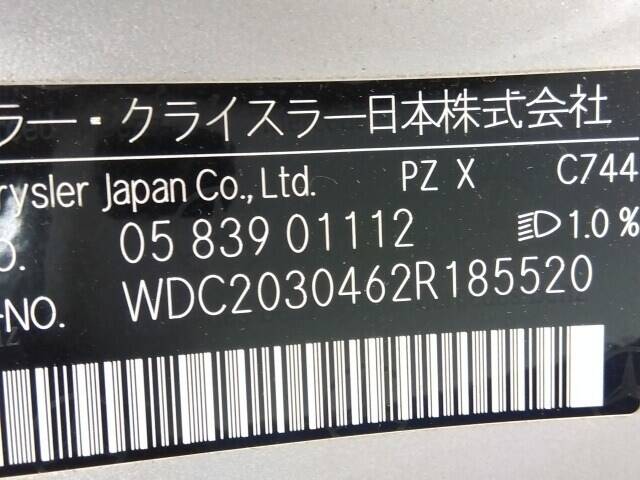 ラー・クライスラー日本株式会社
rysler Japan Co., Ltd. PZ X C744
O. 05 839 01112 1.0 %
-NO. WDC2030462R185520